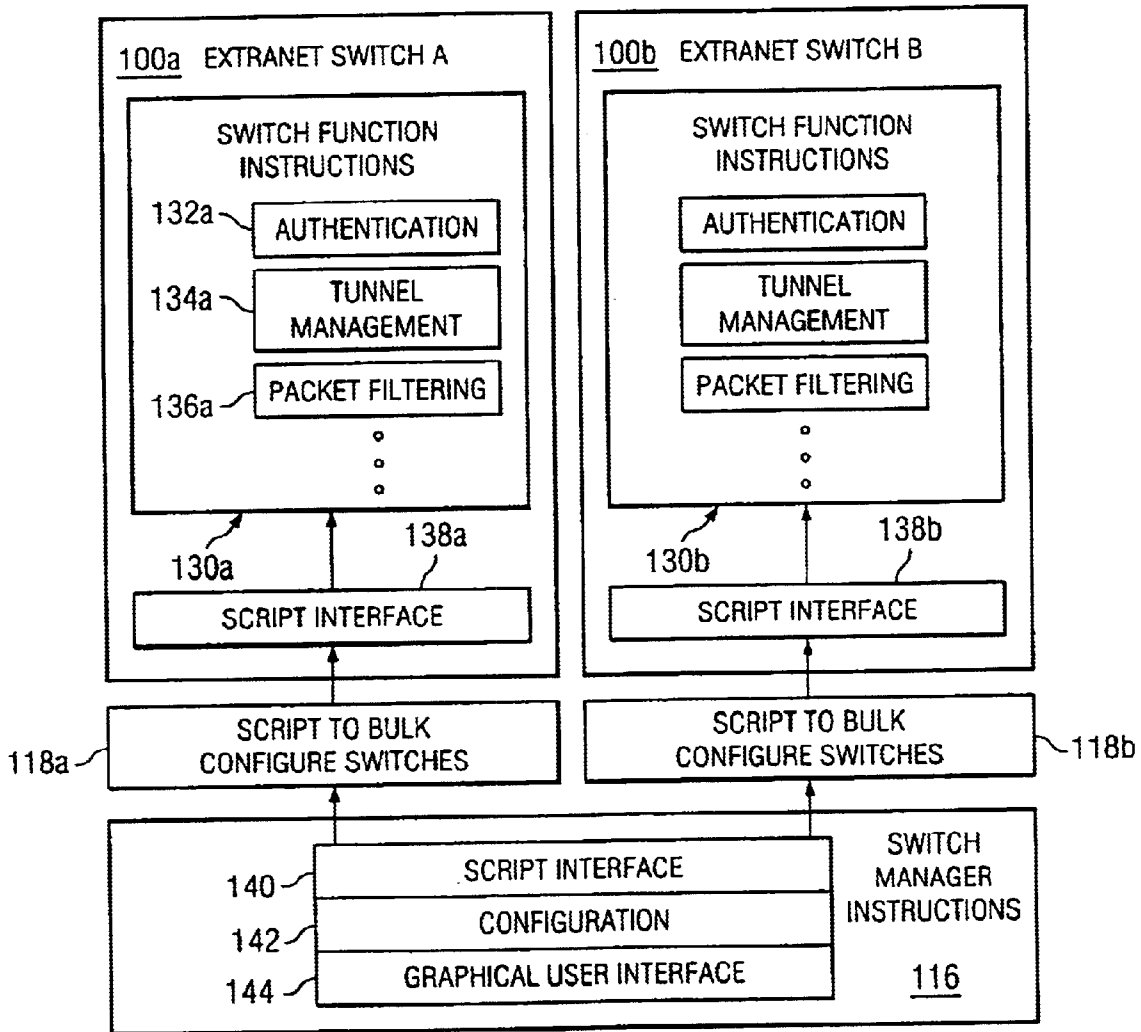 100a EXTRANET SWITCH A
SWITCH FUNCTION
INSTRUCTIONS
132a
AUTHENTICATION
134a
TUNNEL
MANAGEMENT
136a
PACKET FILTERING
130a
138a
SCRIPT INTERFACE
100b EXTRANET SWITCH B
SWITCH FUNCTION
INSTRUCTIONS
AUTHENTICATION
TUNNEL
MANAGEMENT
PACKET FILTERING
130b
138b
SCRIPT INTERFACE
118a
SCRIPT TO BULK
CONFIGURE SWITCHES
SCRIPT TO BULK
CONFIGURE SWITCHES
118b
140
SCRIPT INTERFACE
142
CONFIGURATION
144
GRAPHICAL USER INTERFACE
SWITCH
MANAGER
INSTRUCTIONS
116